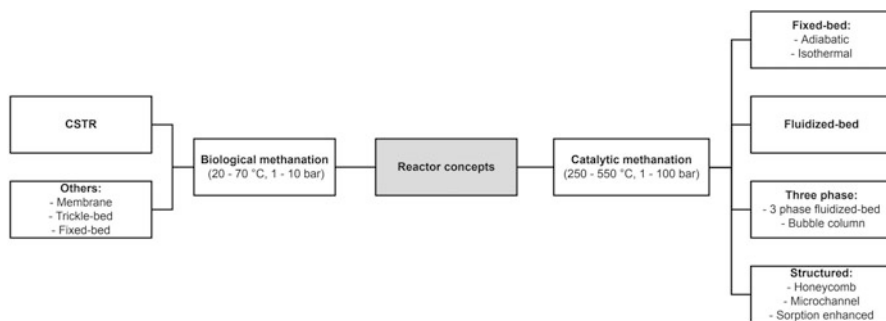 CSTR
Others:
- Membrane
- Trickle-bed
- Fixed-bed
Biological methanation
(20 - 70 °C, 1 - 10 bar)
Reactor concepts
Catalytic methanation
(250 - 550 °C, 1 - 100 bar)
Fixed-bed:
- Adiabatic
- Isothermal
Fluidized-bed
Three phase:
- 3 phase fluidized-bed
- Bubble column
Structured:
- Honeycomb
- Microchannel
- Sorption enhanced